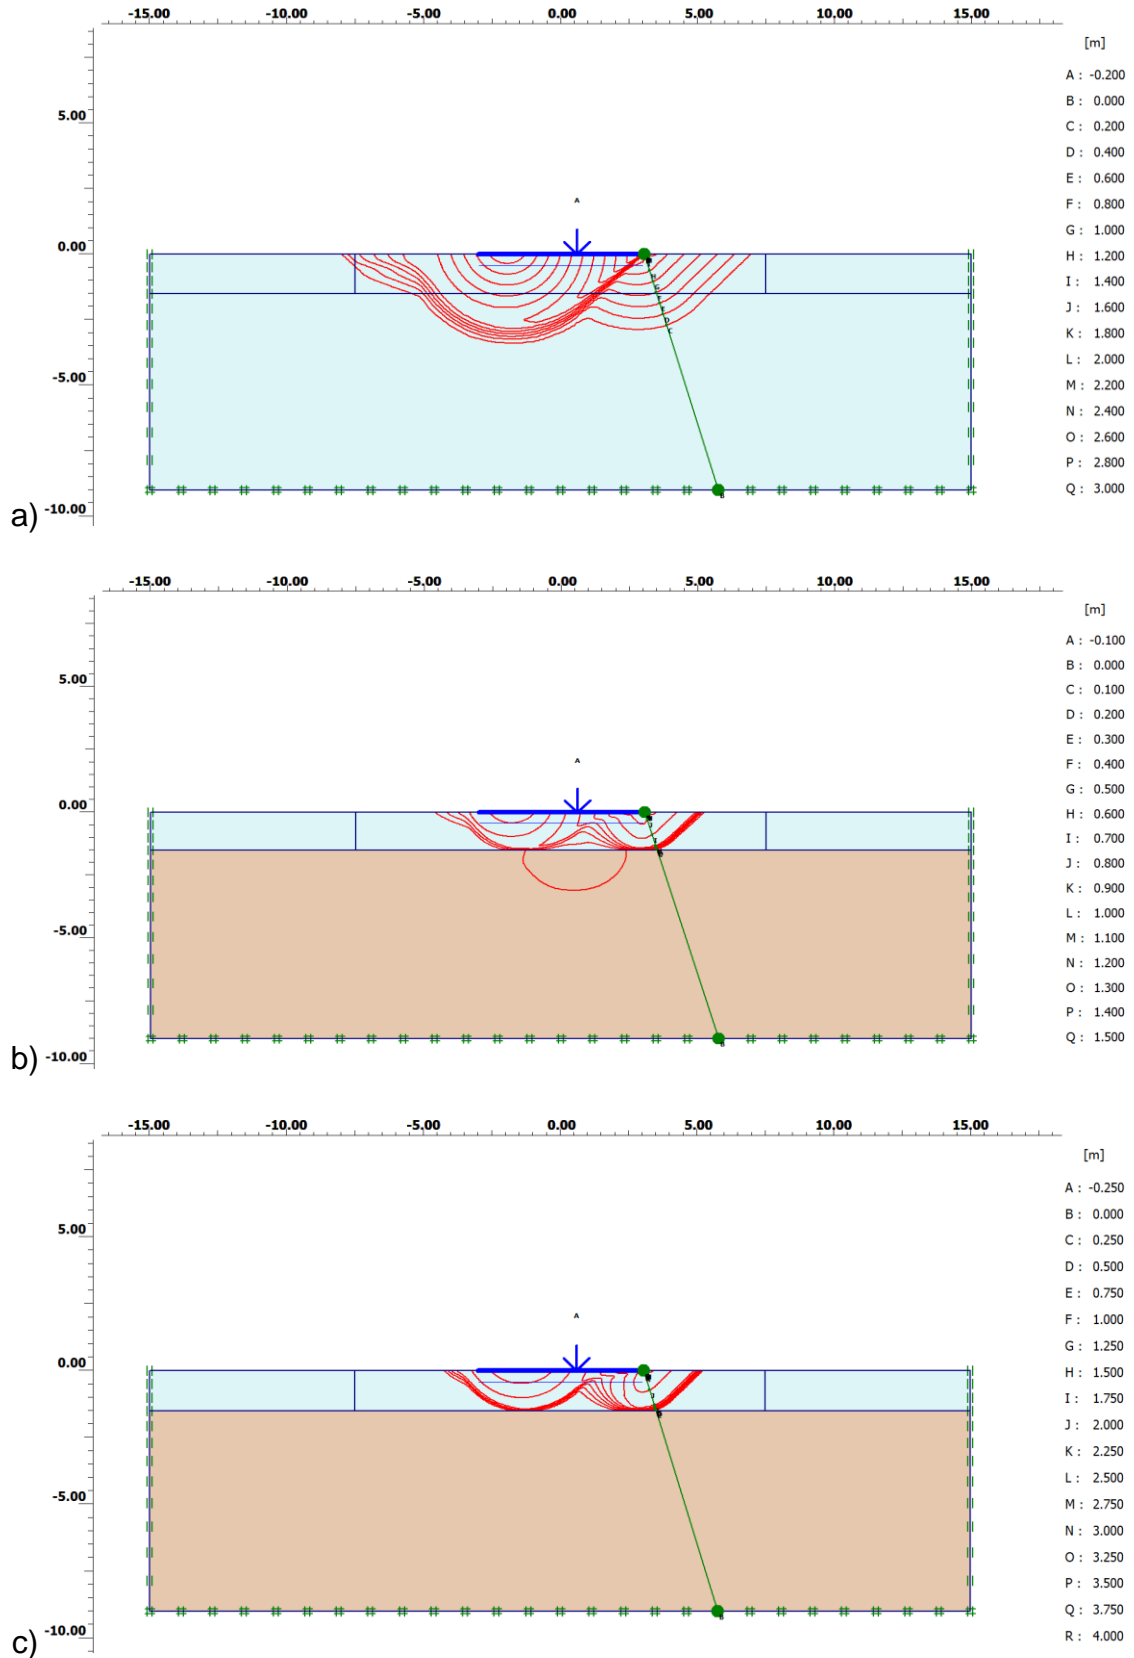 -15.00 -10.00 -5.00 0.00 5.00 10.00 15.00
[m]
A : -0.200
B : 0.000
C : 0.200
D : 0.400
E : 0.600
F : 0.800
G : 1.000
H : 1.200
I : 1.400
J : 1.600
K : 1.800
L : 2.000
M : 2.200
N : 2.400
O : 2.600
P : 2.800
Q : 3.000
5.00
A
0.00
H
G
D
C
-5.00
B
-10.00
a)
-15.00 -10.00 -5.00 0.00 5.00 10.00 15.00
[m]
A : -0.100
B : 0.000
C : 0.100
D : 0.200
E : 0.300
F : 0.400
G : 0.500
H : 0.600
I : 0.700
J : 0.800
K : 0.900
L : 1.000
M : 1.100
N : 1.200
O : 1.300
P : 1.400
Q : 1.500
5.00
A
0.00
J
I
-5.00
B
-10.00
b)
-15.00 -10.00 -5.00 0.00 5.00 10.00 15.00
[m]
A : -0.250
B : 0.000
C : 0.250
D : 0.500
E : 0.750
F : 1.000
G : 1.250
H : 1.500
I : 1.750
J : 2.000
K : 2.250
L : 2.500
M : 2.750
N : 3.000
O : 3.250
P : 3.500
Q : 3.750
R : 4.000
5.00
A
0.00
J
-5.00
B
-10.00
c)